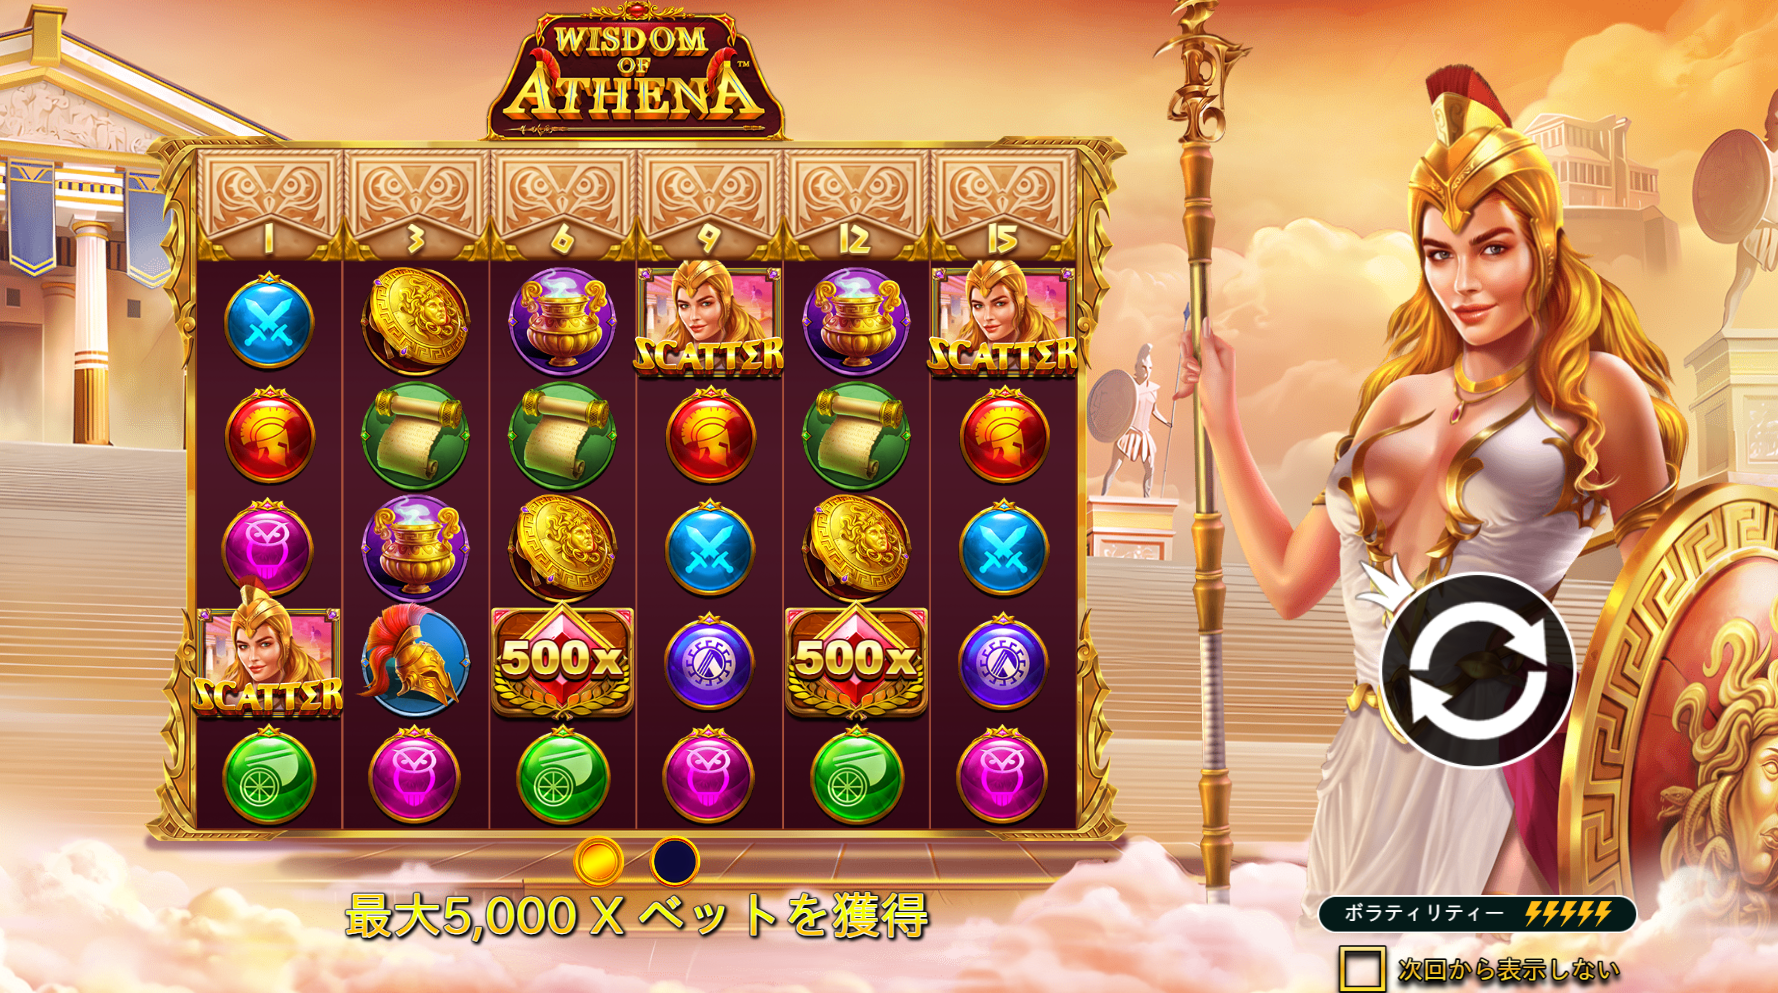 WISDOM
OF
ATHENA™
1 3 6 9 12 15
SCATTER SCATTER
SCATTER 500x 500x
最大5,000 X ベットを獲得
ボラティリティー
次回から表示しない